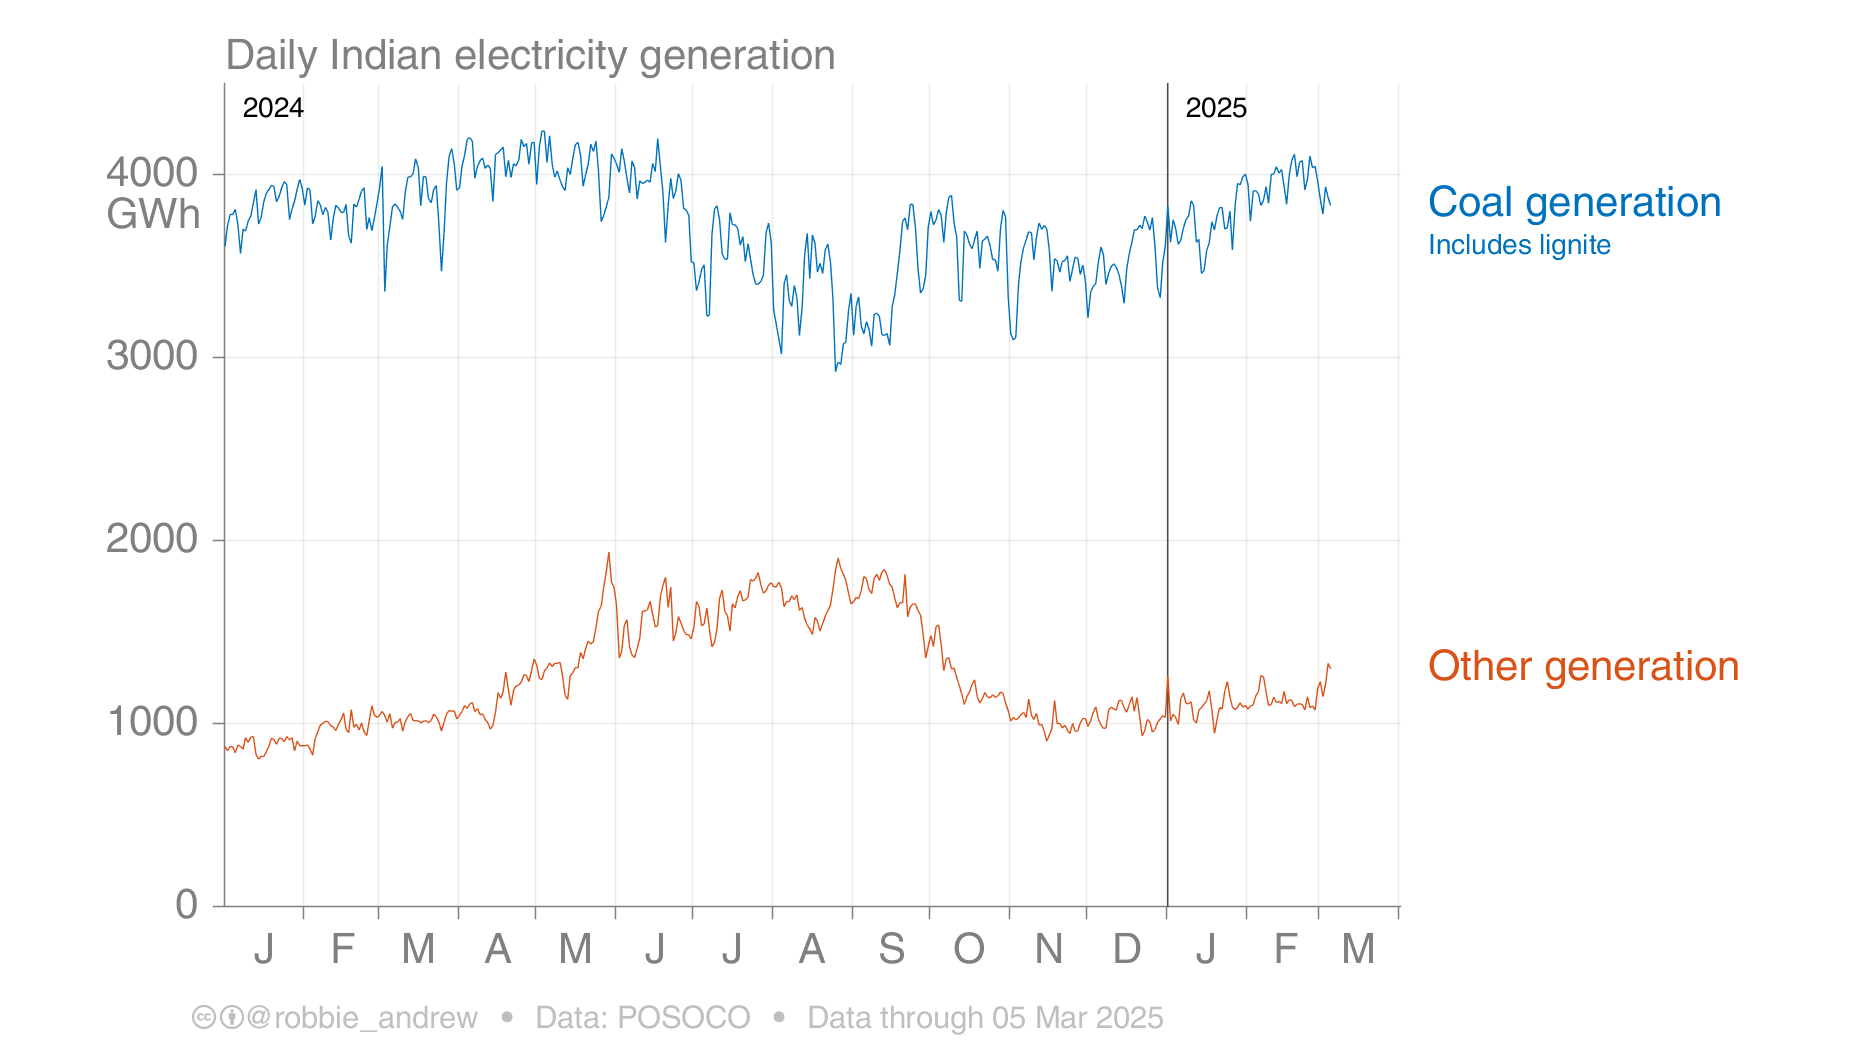 Daily Indian electricity generation
2024
2025
4000
GWh
3000
2000
1000
0
Coal generation
Includes lignite
Other generation
J F M A M J J A S O N D J F M
@robbie_andrew • Data: POSOCO • Data through 05 Mar 2025